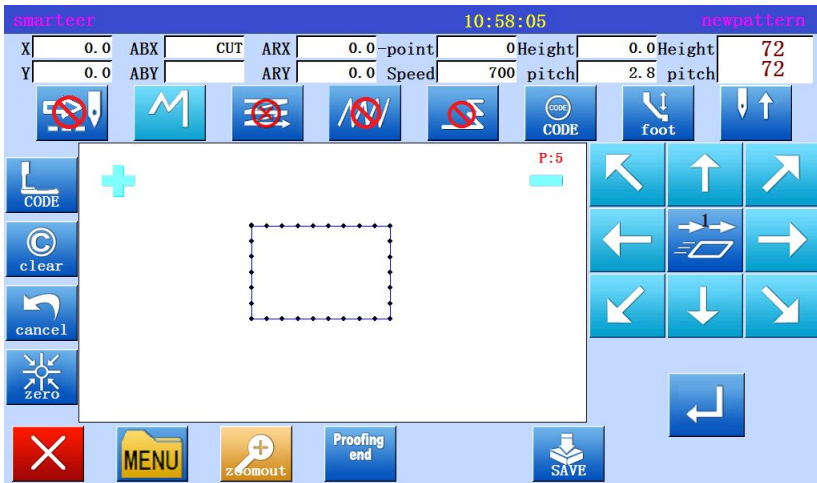 smarteer 10:58:05 newpattern
X 0.0 ABX CUT ARX 0.0 -point 0 Height 0.0 Height 72
Y 0.0 ABY ARY 0.0 Speed 700 pitch 2.8 pitch 72
CODE
CODE
foot
P:5
CODE
1
C
clear
cancel
zero
MENU
zoomout
Proofing
end
SAVE